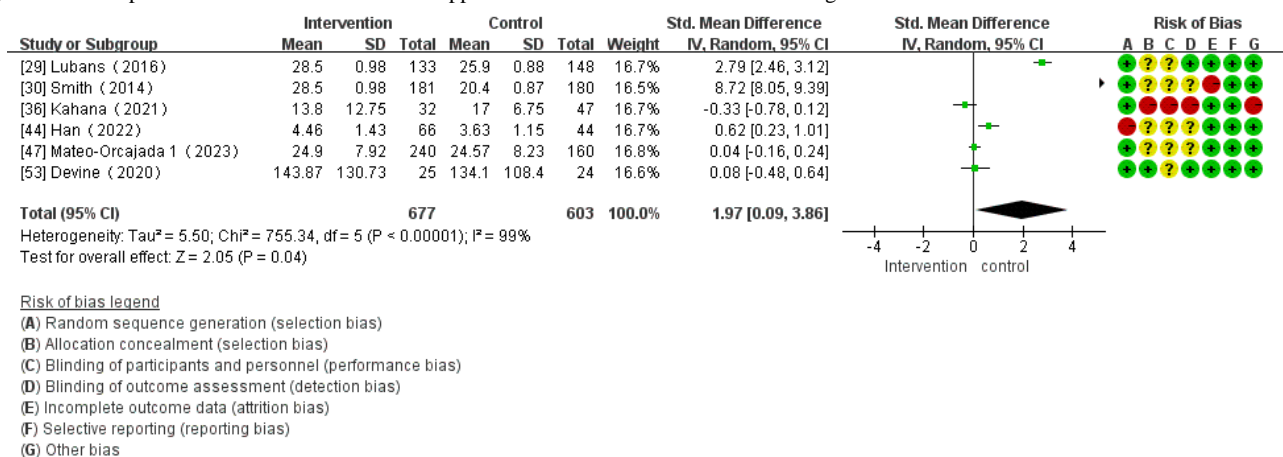 Intervention Control Std. Mean Difference Std. Mean Difference Risk of Bias
Study or Subgroup Mean SD Total Mean SD Total Weight IV, Random, 95% CI IV, Random, 95% CI A B C D E F G
[29] Lubans（2016） 28.5 0.98 133 25.9 0.88 148 16.7% 2.79 [2.46, 3.12] + ? ? + + + +
[30] Smith（2014） 28.5 0.98 181 20.4 0.87 180 16.5% 8.72 [8.05, 9.39] + ? ? ? - + +
[36] Kahana（2021） 13.8 12.75 32 17 6.75 47 16.7% -0.33 [-0.78, 0.12] + - - - + + -
[44] Han（2022） 4.46 1.43 66 3.63 1.15 44 16.7% 0.62 [0.23, 1.01] - ? ? ? + + +
[47] Mateo-Orcajada 1（2023） 24.9 7.92 240 24.57 8.23 160 16.8% 0.04 [-0.16, 0.24] + ? ? ? + + +
[53] Devine（2020） 143.87 130.73 25 134.1 108.4 24 16.6% 0.08 [-0.48, 0.64] + + ? + + + +
Total (95% CI) 677 603 100.0% 1.97 [0.09, 3.86]
Heterogeneity: Tau² = 5.50; Chi² = 755.34, df = 5 (P < 0.00001); I² = 99%
Test for overall effect: Z = 2.05 (P = 0.04)
-4 -2 0 2 4
Intervention control
Risk of bias legend
(A) Random sequence generation (selection bias)
(B) Allocation concealment (selection bias)
(C) Blinding of participants and personnel (performance bias)
(D) Blinding of outcome assessment (detection bias)
(E) Incomplete outcome data (attrition bias)
(F) Selective reporting (reporting bias)
(G) Other bias